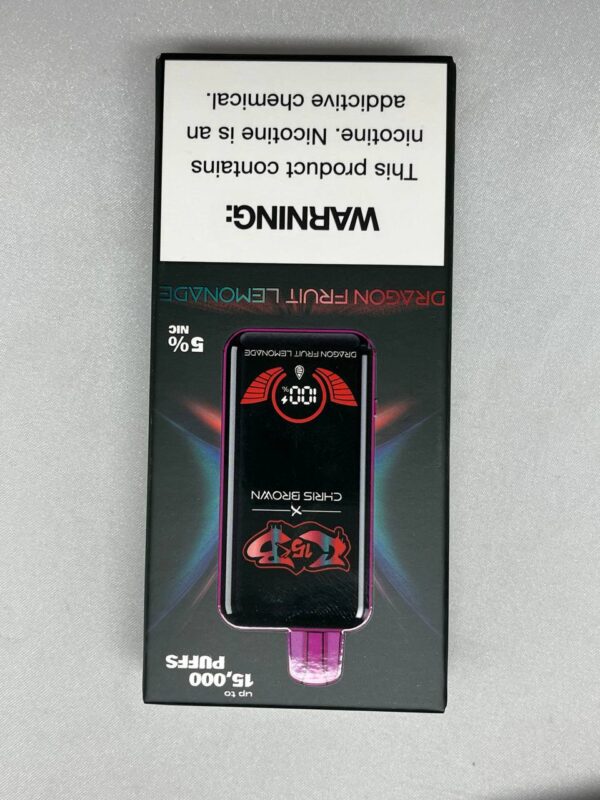 up to
15,000
PUFFS
15
X
CHRIS BROWN
100%
DRAGON FRUIT LEMONADE
5%
NIC
DRAGON FRUIT LEMONADE
WARNING:
This product contains
nicotine. Nicotine is an
addictive chemical.